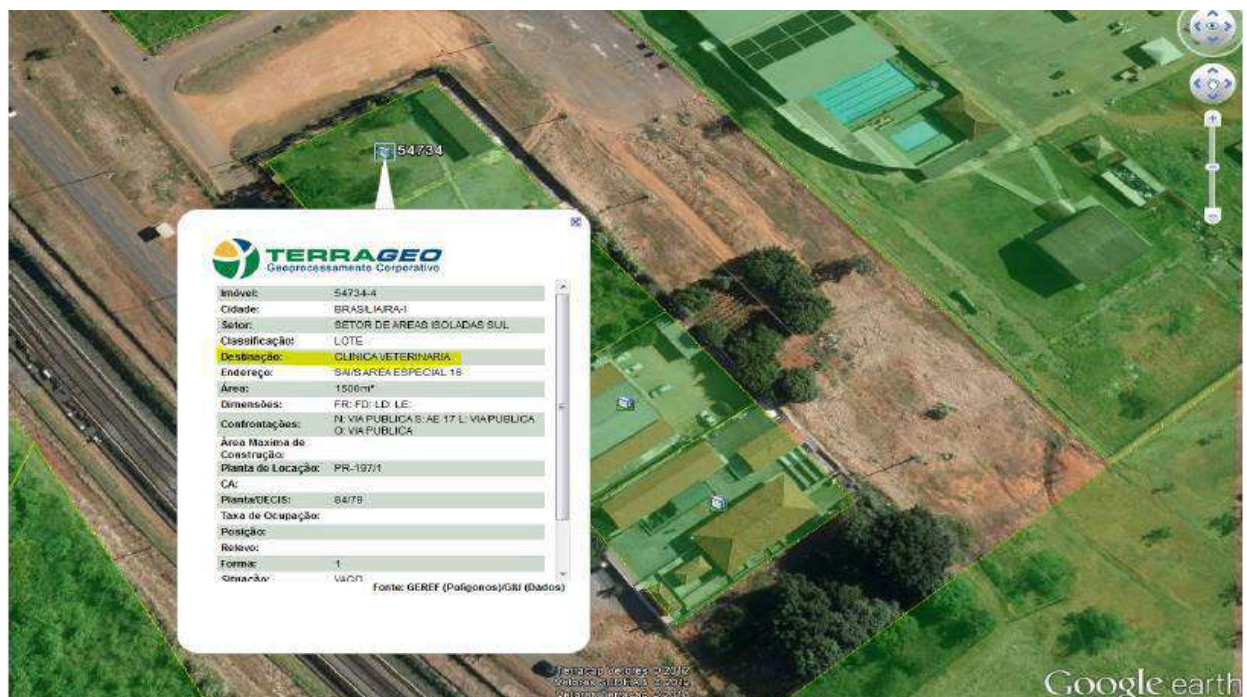 54734
TERRAGEO
Geoprocessamento Corporativo
Imóvel: 54734-4
Cidade: BRASILIA/RA-I
Setor: SETOR DE AREAS ISOLADAS SUL
Classificação: LOTE
Destinação: CLINICA VETERINARIA
Endereço: SAI/S AREA ESPECIAL 16
Área: 1500m²
Dimensões: FR: FD: LD: LE:
Confrontações: N: VIA PUBLICA S: AE 17 L: VIA PUBLICA
O: VIA PUBLICA
Área Maxima de
Construção:
Planta de Locação: PR-197/1
CA:
Planta/DECIS: 84/79
Taxa de Ocupação:
Posição:
Relevo:
Forma: 1
Situação: VAGO
Fonte: GEREF (Poligonos)/GIU (Dados)
Google earth